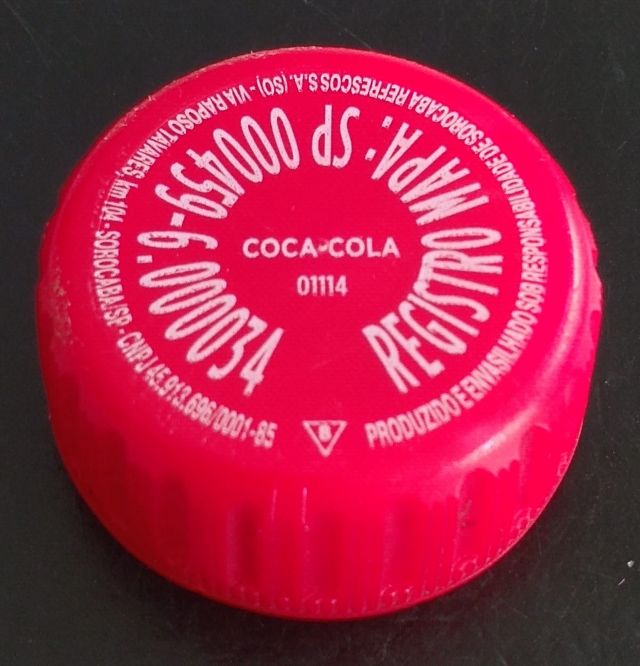 COCA-COLA
01114
REGISTRO MAPA: SP 000459-6.000034
PRODUZIDO E ENVASILHADO SOB RESPONSABILIDADE DE SOROCABA REFRESCOS S.A. (SO) - VIA RAPOSO TAVARES, km 104 - SOROCABA/SP - CNPJ 45.913.696/0001-85
8